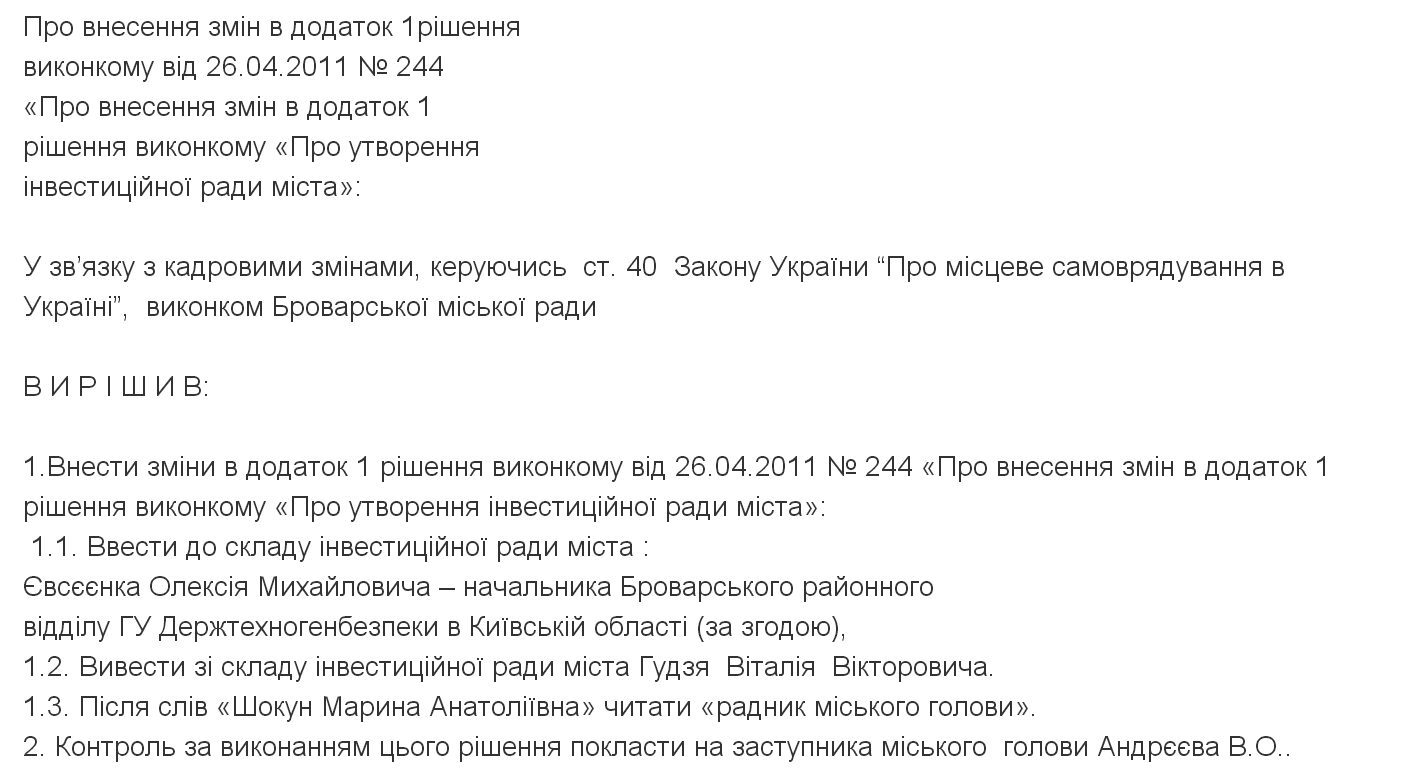 Про внесення змін в додаток 1рішення
виконкому від 26.04.2011 № 244
«Про внесення змін в додаток 1
рішення виконкому «Про утворення
інвестиційної ради міста»:
У зв’язку з кадровими змінами, керуючись  ст. 40  Закону України “Про місцеве самоврядування в
Україні”,  виконком Броварської міської ради
В И Р І Ш И В:
1.Внести зміни в додаток 1 рішення виконкому від 26.04.2011 № 244 «Про внесення змін в додаток 1
рішення виконкому «Про утворення інвестиційної ради міста»:
1.1. Ввести до складу інвестиційної ради міста :
Євсєєнка Олексія Михайловича – начальника Броварського районного
відділу ГУ Держтехногенбезпеки в Київській області (за згодою),
1.2. Вивести зі складу інвестиційної ради міста Гудзя  Віталія  Вікторовича.
1.3. Після слів «Шокун Марина Анатоліївна» читати «радник міського голови».
2. Контроль за виконанням цього рішення покласти на заступника міського  голови Андрєєва В.О..